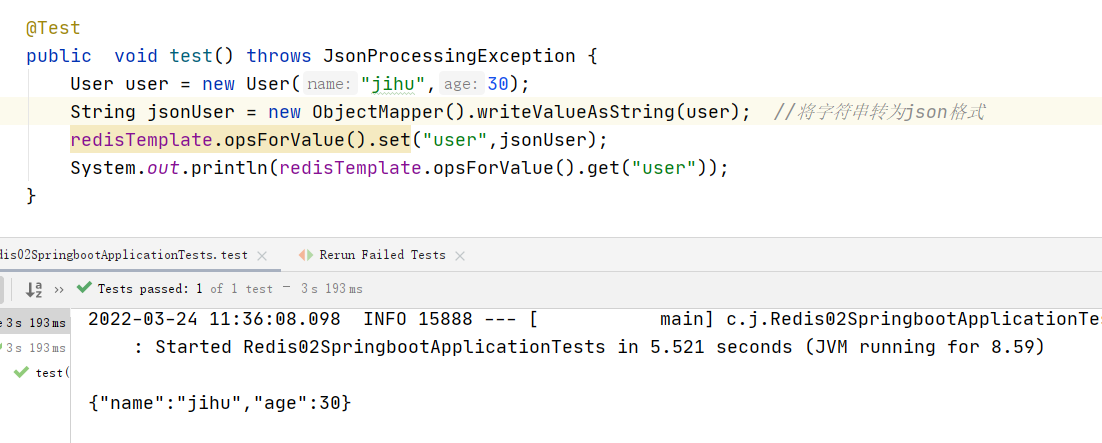 @Test
public  void test() throws JsonProcessingException {
User user = new User( name: "jihu", age: 30);
String jsonUser = new ObjectMapper().writeValueAsString(user);  //将字符串转为json格式
redisTemplate.opsForValue().set("user",jsonUser);
System.out.println(redisTemplate.opsForValue().get("user"));
}
dis02SpringbootApplicationTests.test × Rerun Failed Tests ×
» Tests passed: 1 of 1 test – 3 s 193 ms
3 s 193 ms 2022-03-24 11:36:08.098  INFO 15888 --- [           main] c.j.Redis02SpringbootApplicationTe
3 s 193 ms : Started Redis02SpringbootApplicationTests in 5.521 seconds (JVM running for 8.59)
test(
{"name":"jihu","age":30}